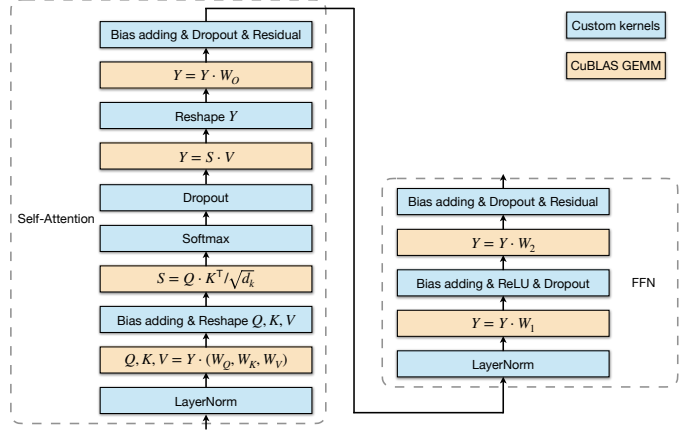 Bias adding & Dropout & Residual
Y = Y · W_O
Reshape Y
Y = S · V
Dropout
Self-Attention
Softmax
S = Q · K^⊤/√d_k
Bias adding & Reshape Q, K, V
Q, K, V = Y · (W_Q, W_K, W_V)
LayerNorm
Custom kernels
CuBLAS GEMM
Bias adding & Dropout & Residual
Y = Y · W_2
Bias adding & ReLU & Dropout
FFN
Y = Y · W_1
LayerNorm